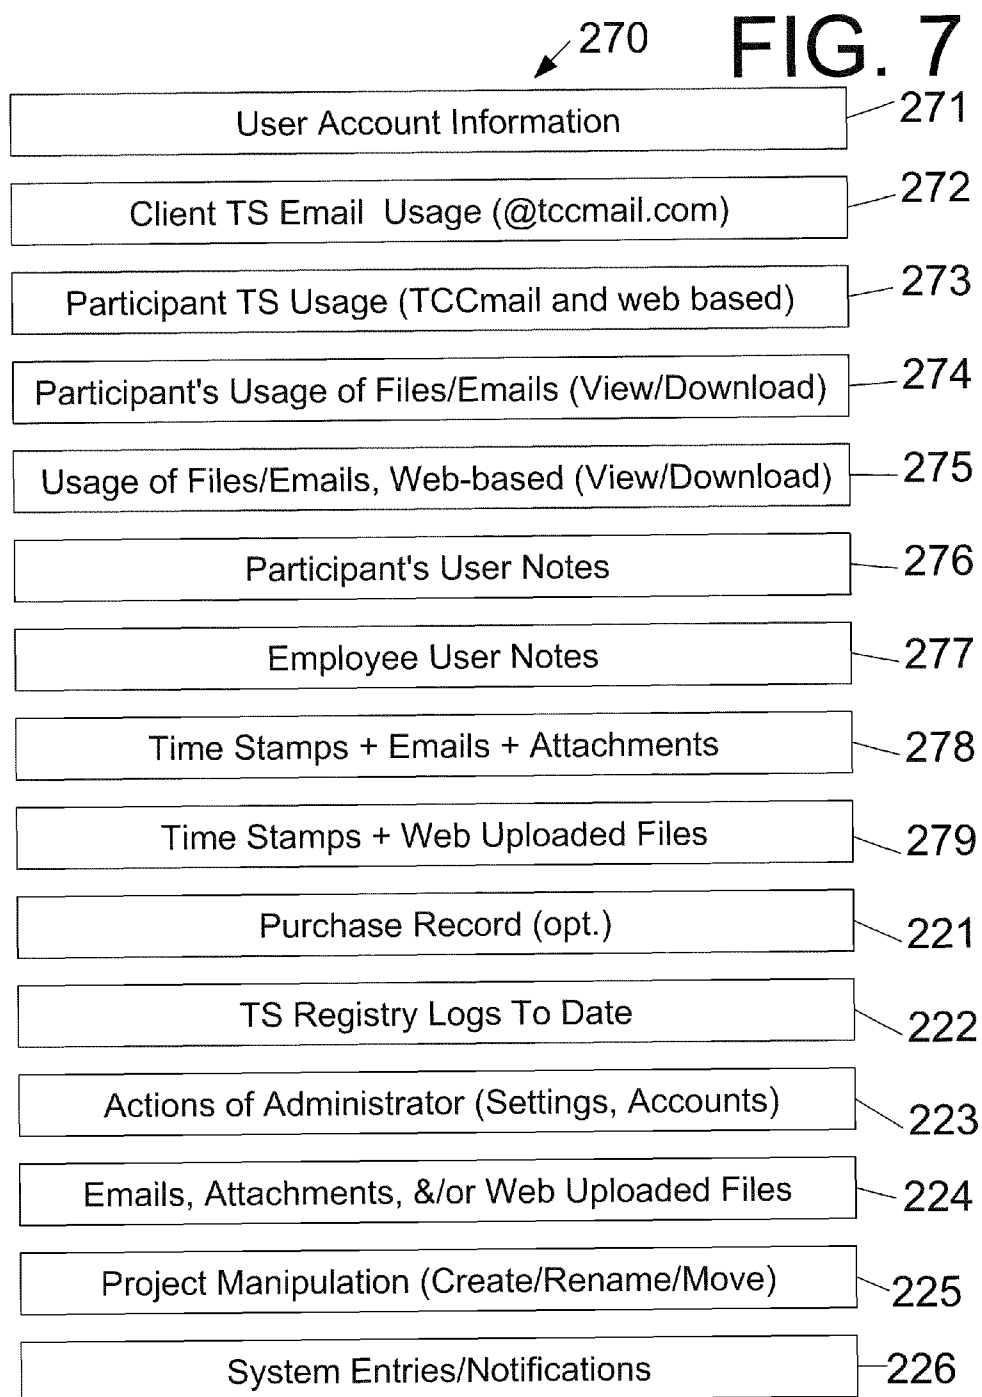 270 FIG. 7
User Account Information 271
Client TS Email Usage (@tccmail.com) 272
Participant TS Usage (TCCmail and web based) 273
Participant's Usage of Files/Emails (View/Download) 274
Usage of Files/Emails, Web-based (View/Download) 275
Participant's User Notes 276
Employee User Notes 277
Time Stamps + Emails + Attachments 278
Time Stamps + Web Uploaded Files 279
Purchase Record (opt.) 221
TS Registry Logs To Date 222
Actions of Administrator (Settings, Accounts) 223
Emails, Attachments, &/or Web Uploaded Files 224
Project Manipulation (Create/Rename/Move) 225
System Entries/Notifications 226